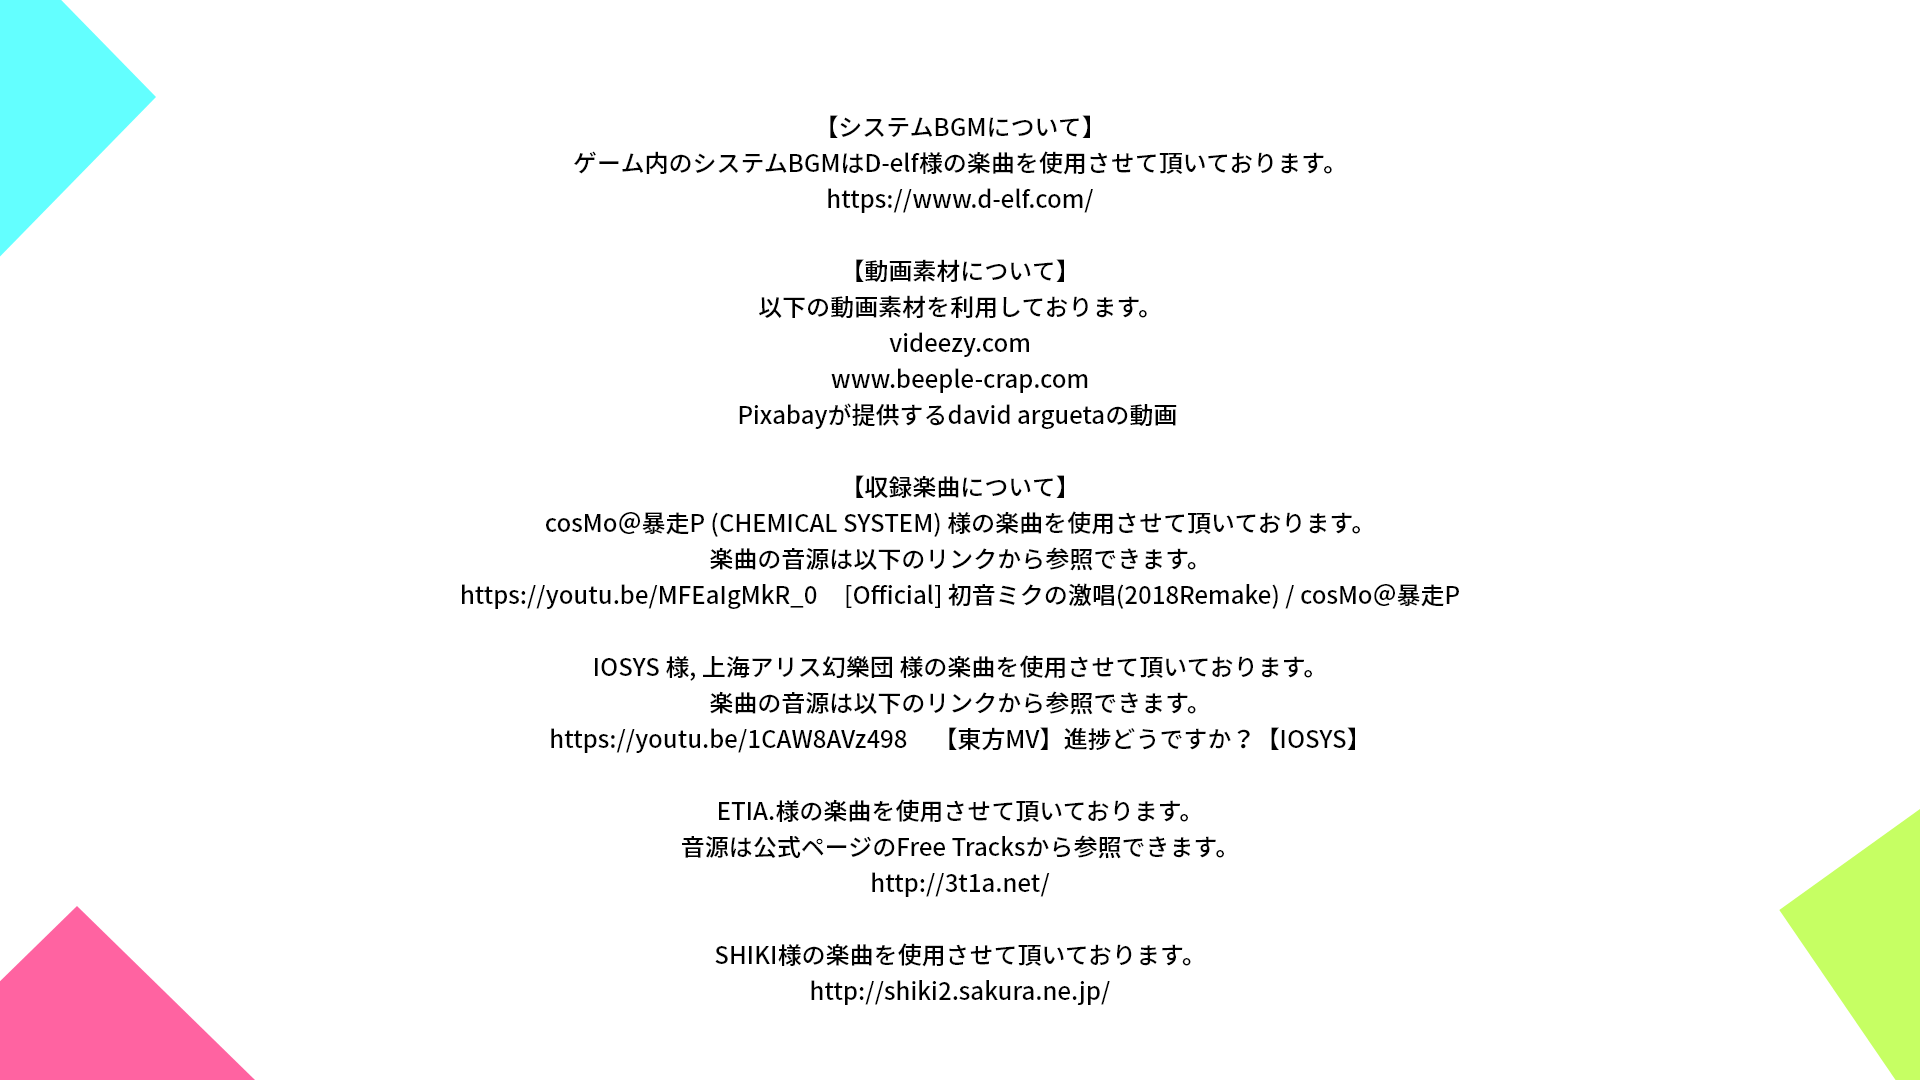 【システムBGMについて】
ゲーム内のシステムBGMはD-elf様の楽曲を使用させて頂いております。
https://www.d-elf.com/
【動画素材について】
以下の動画素材を利用しております。
videezy.com
www.beeple-crap.com
Pixabayが提供するdavid arguetaの動画
【収録楽曲について】
cosMo＠暴走P (CHEMICAL SYSTEM) 様の楽曲を使用させて頂いております。
楽曲の音源は以下のリンクから参照できます。
https://youtu.be/MFEaIgMkR_0　[Official] 初音ミクの激唱(2018Remake) / cosMo＠暴走P
IOSYS 様, 上海アリス幻樂団 様の楽曲を使用させて頂いております。
楽曲の音源は以下のリンクから参照できます。
https://youtu.be/1CAW8AVz498　【東方MV】進捗どうですか？【IOSYS】
ETIA.様の楽曲を使用させて頂いております。
音源は公式ページのFree Tracksから参照できます。
http://3t1a.net/
SHIKI様の楽曲を使用させて頂いております。
http://shiki2.sakura.ne.jp/